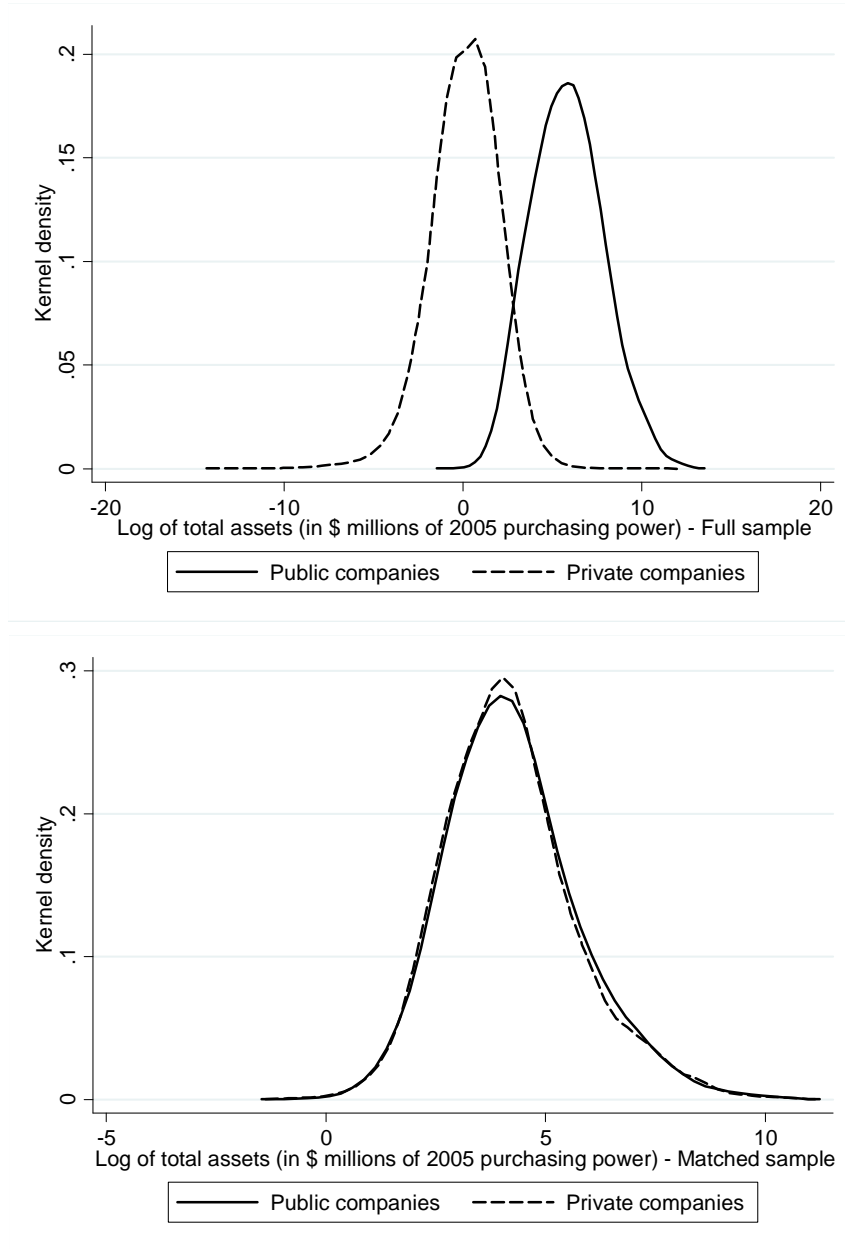 .2
.15
.1
.05
0
Kernel density
-20 -10 0 10 20
Log of total assets (in $ millions of 2005 purchasing power) - Full sample
Public companies Private companies
.3
.2
.1
0
Kernel density
-5 0 5 10
Log of total assets (in $ millions of 2005 purchasing power) - Matched sample
Public companies Private companies